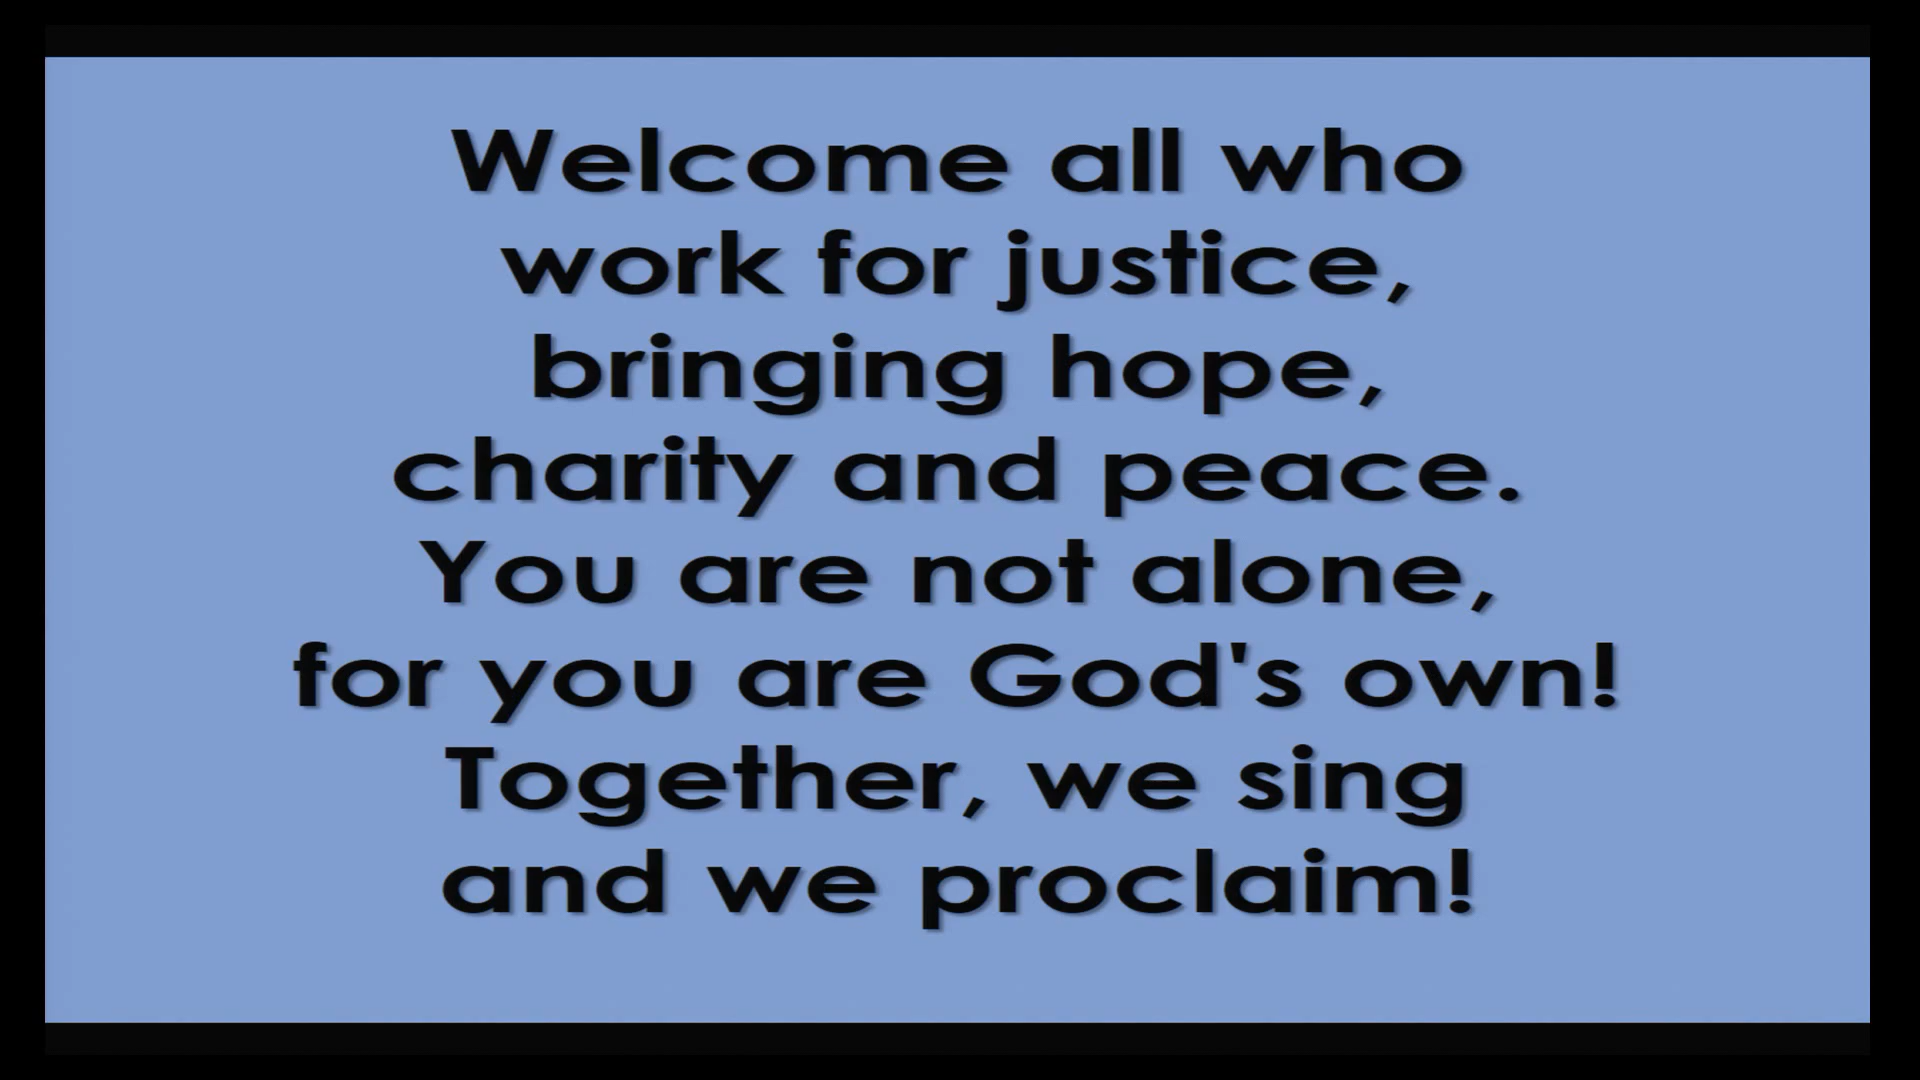 Welcome all who
work for justice,
bringing hope,
charity and peace.
You are not alone,
for you are God's own!
Together, we sing
and we proclaim!